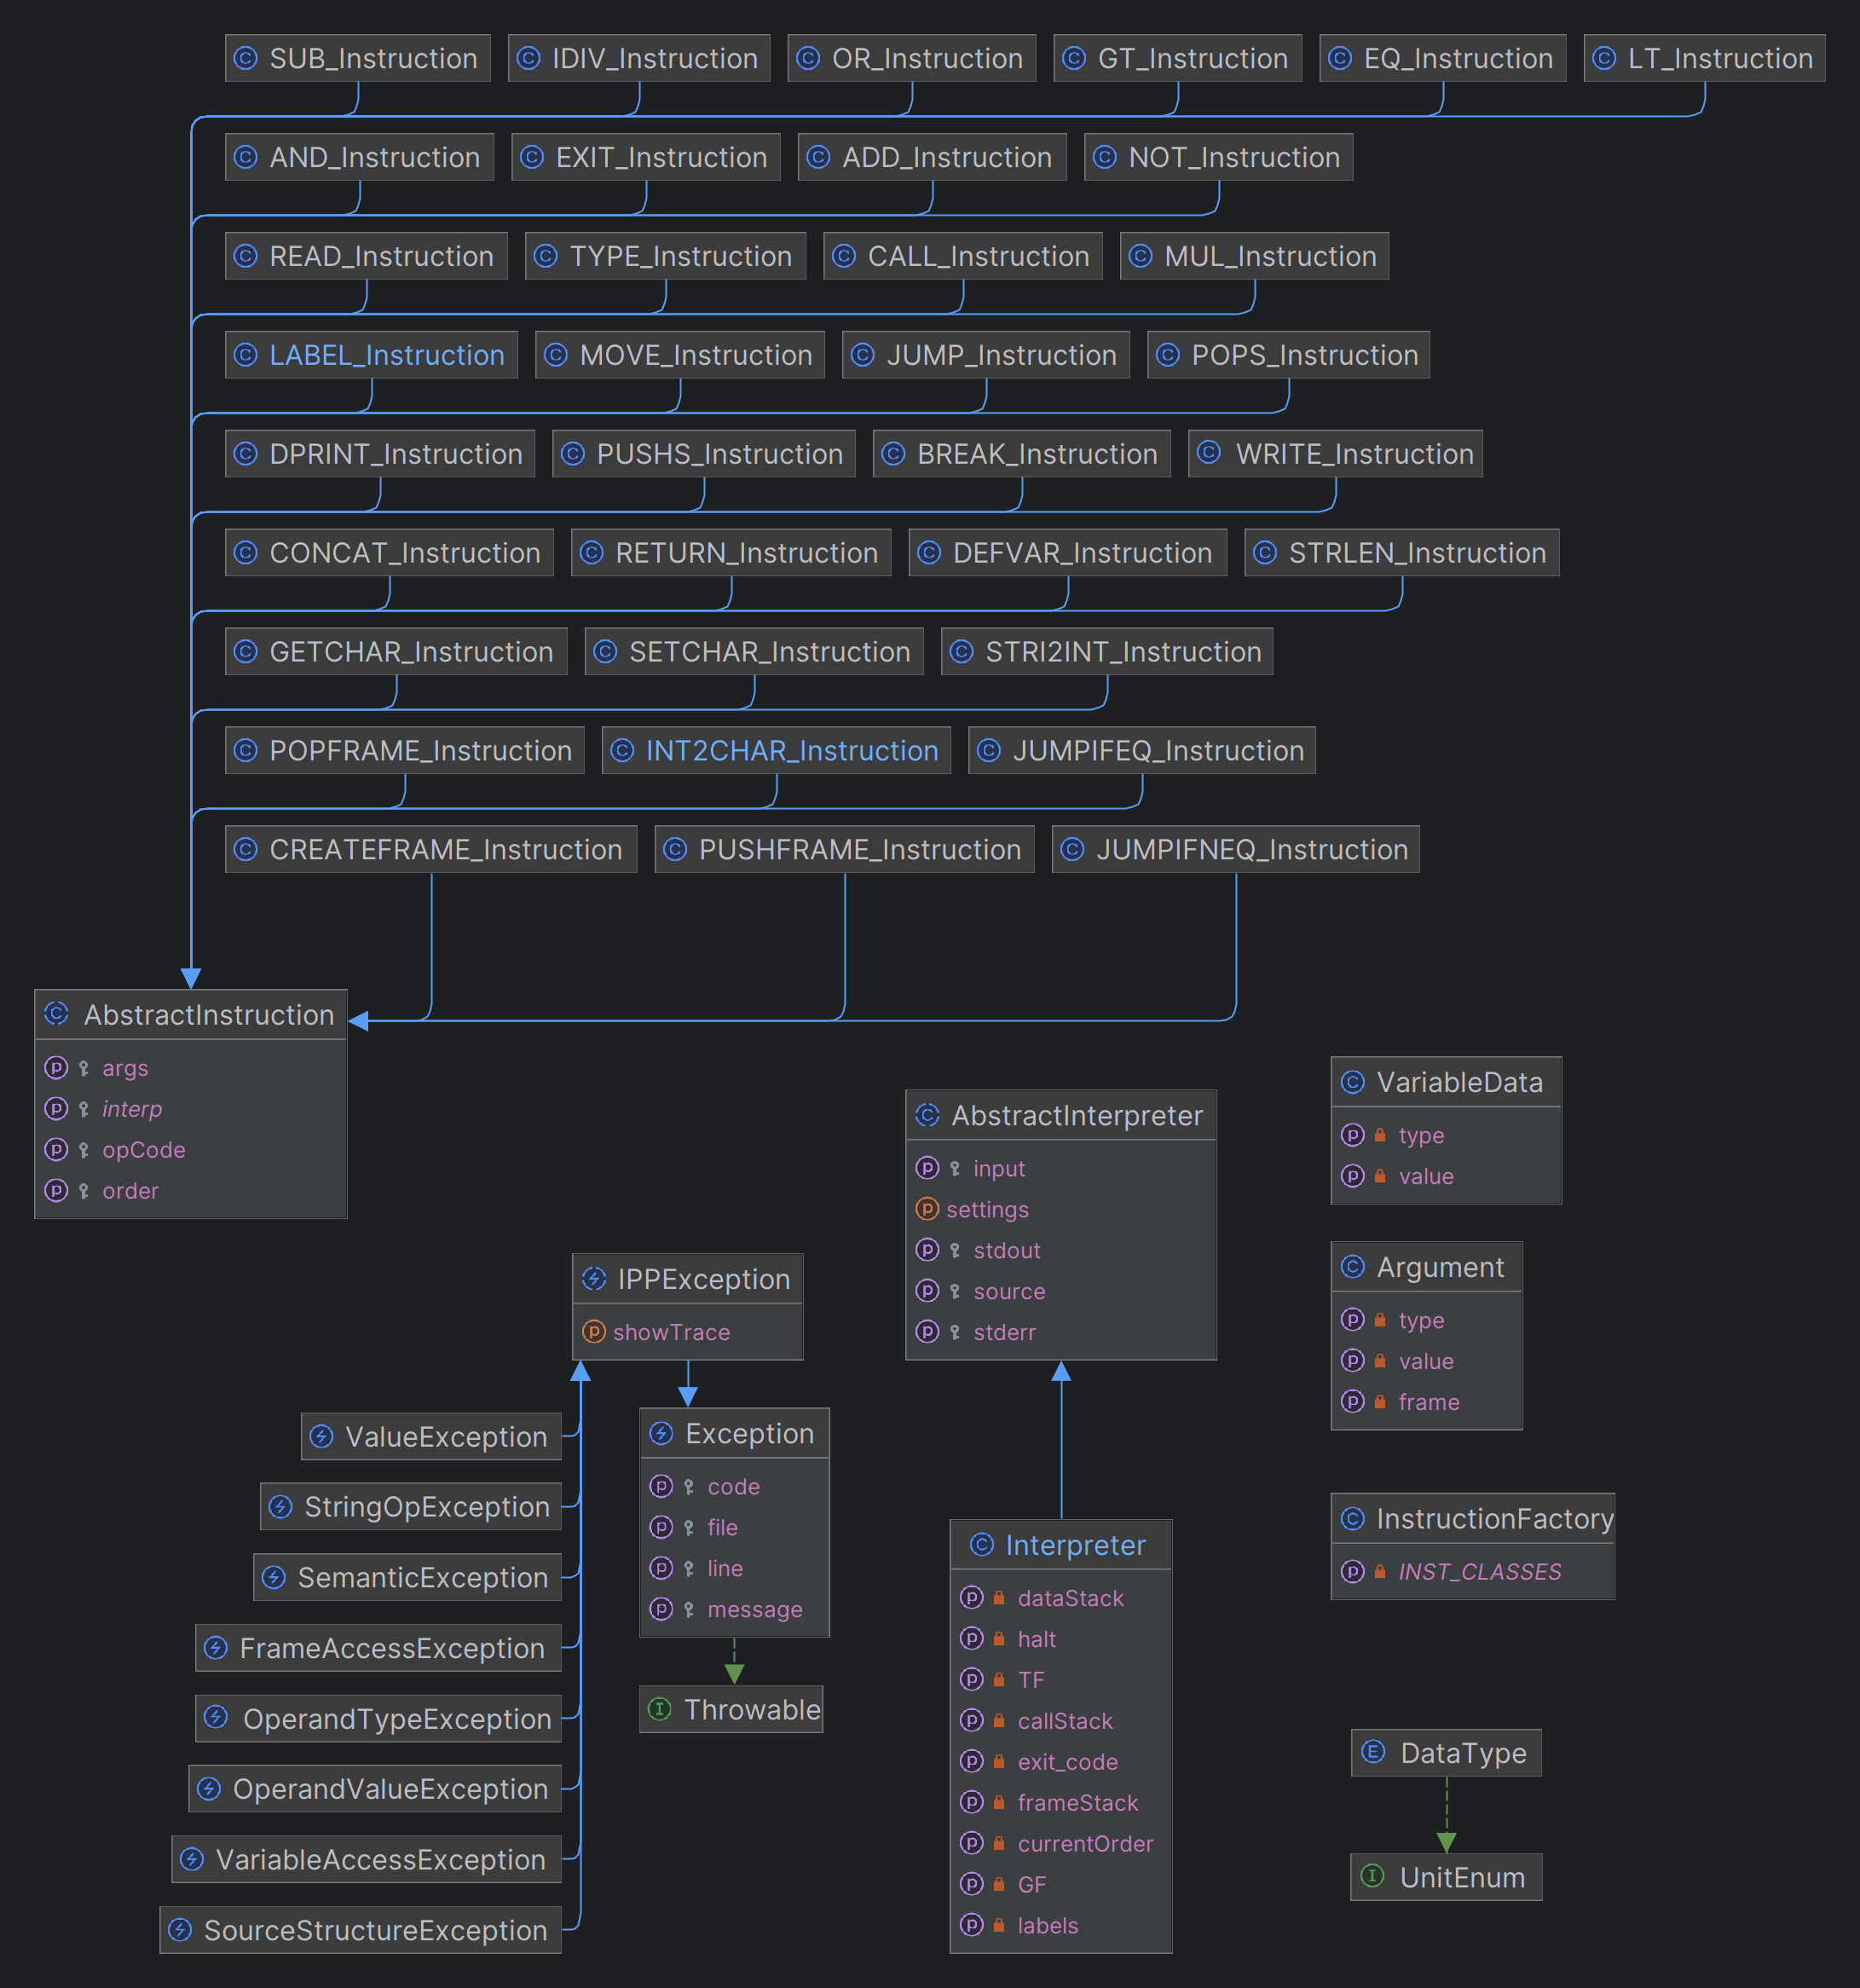 SUB_Instruction IDIV_Instruction OR_Instruction GT_Instruction EQ_Instruction LT_Instruction
AND_Instruction EXIT_Instruction ADD_Instruction NOT_Instruction
READ_Instruction TYPE_Instruction CALL_Instruction MUL_Instruction
LABEL_Instruction MOVE_Instruction JUMP_Instruction POPS_Instruction
DPRINT_Instruction PUSHS_Instruction BREAK_Instruction WRITE_Instruction
CONCAT_Instruction RETURN_Instruction DEFVAR_Instruction STRLEN_Instruction
GETCHAR_Instruction SETCHAR_Instruction STRI2INT_Instruction
POPFRAME_Instruction INT2CHAR_Instruction JUMPIFEQ_Instruction
CREATEFRAME_Instruction PUSHFRAME_Instruction JUMPIFNEQ_Instruction
AbstractInstruction
args
interp
opCode
order
IPPException
showTrace
ValueException
StringOpException
SemanticException
FrameAccessException
OperandTypeException
OperandValueException
VariableAccessException
SourceStructureException
Exception
code
file
line
message
Throwable
AbstractInterpreter
input
settings
stdout
source
stderr
Interpreter
dataStack
halt
TF
callStack
exit_code
frameStack
currentOrder
GF
labels
VariableData
type
value
Argument
type
value
frame
InstructionFactory
INST_CLASSES
DataType
UnitEnum